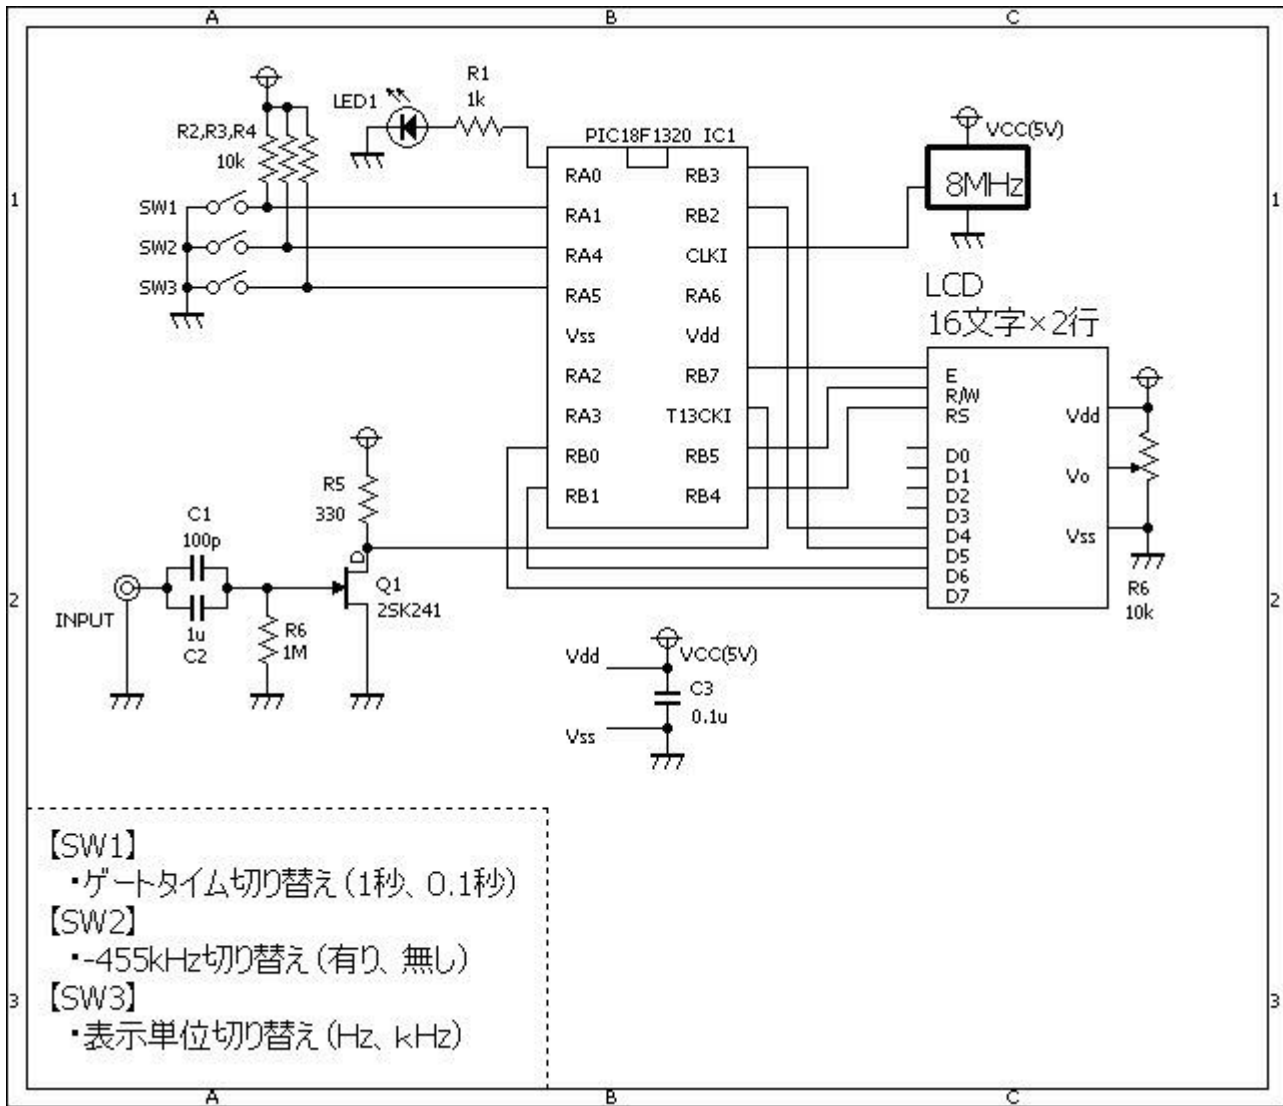 A B C
R1
1k
LED1
R2,R3,R4
10k
PIC18F1320 IC1
VCC(5V)
8MHz
1 1
SW1
SW2
SW3
RA0 RB3
RA1 RB2
RA4 CLKI
RA5 RA6
Vss Vdd
RA2 RB7
RA3 T13CKI
RB0 RB5
RB1 RB4
LCD
16文字×2行
E
R/W
RS
D0
D1
D2
D3
D4
D5
D6
D7
Vdd
Vo
Vss
R6
10k
R5
330
C1
100p
D
Q1
2SK241
INPUT
1u
C2
R6
1M
2 2
Vdd
VCC(5V)
C3
0.1u
Vss
【SW1】
・ゲートタイム切り替え(1秒、0.1秒)
【SW2】
・-455kHz切り替え(有り、無し)
【SW3】
・表示単位切り替え(Hz、kHz)
3 3
A B C